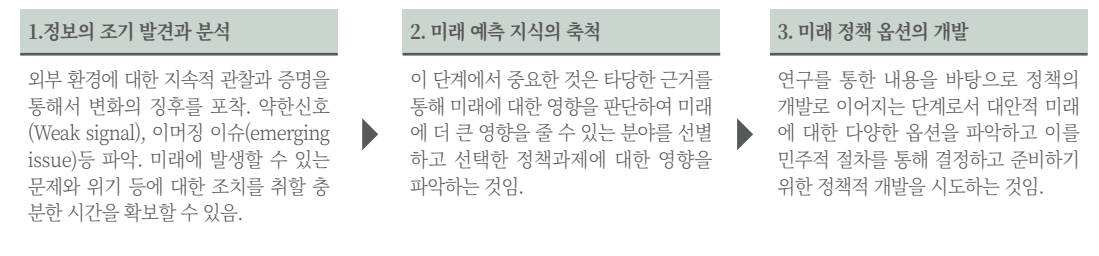 1.정보의 조기 발견과 분석
외부 환경에 대한 지속적 관찰과 증명을
통해서 변화의 징후를 포착. 약한신호
(Weak signal), 이머징 이슈(emerging
issue)등 파악. 미래에 발생할 수 있는
문제와 위기 등에 대한 조치를 취할 충
분한 시간을 확보할 수 있음.
2. 미래 예측 지식의 축척
이 단계에서 중요한 것은 타당한 근거를
통해 미래에 대한 영향을 판단하여 미래
에 더 큰 영향을 줄 수 있는 분야를 선별
하고 선택한 정책과제에 대한 영향을
파악하는 것임.
3. 미래 정책 옵션의 개발
연구를 통한 내용을 바탕으로 정책의
개발로 이어지는 단계로서 대안적 미래
에 대한 다양한 옵션을 파악하고 이를
민주적 절차를 통해 결정하고 준비하기
위한 정책적 개발을 시도하는 것임.